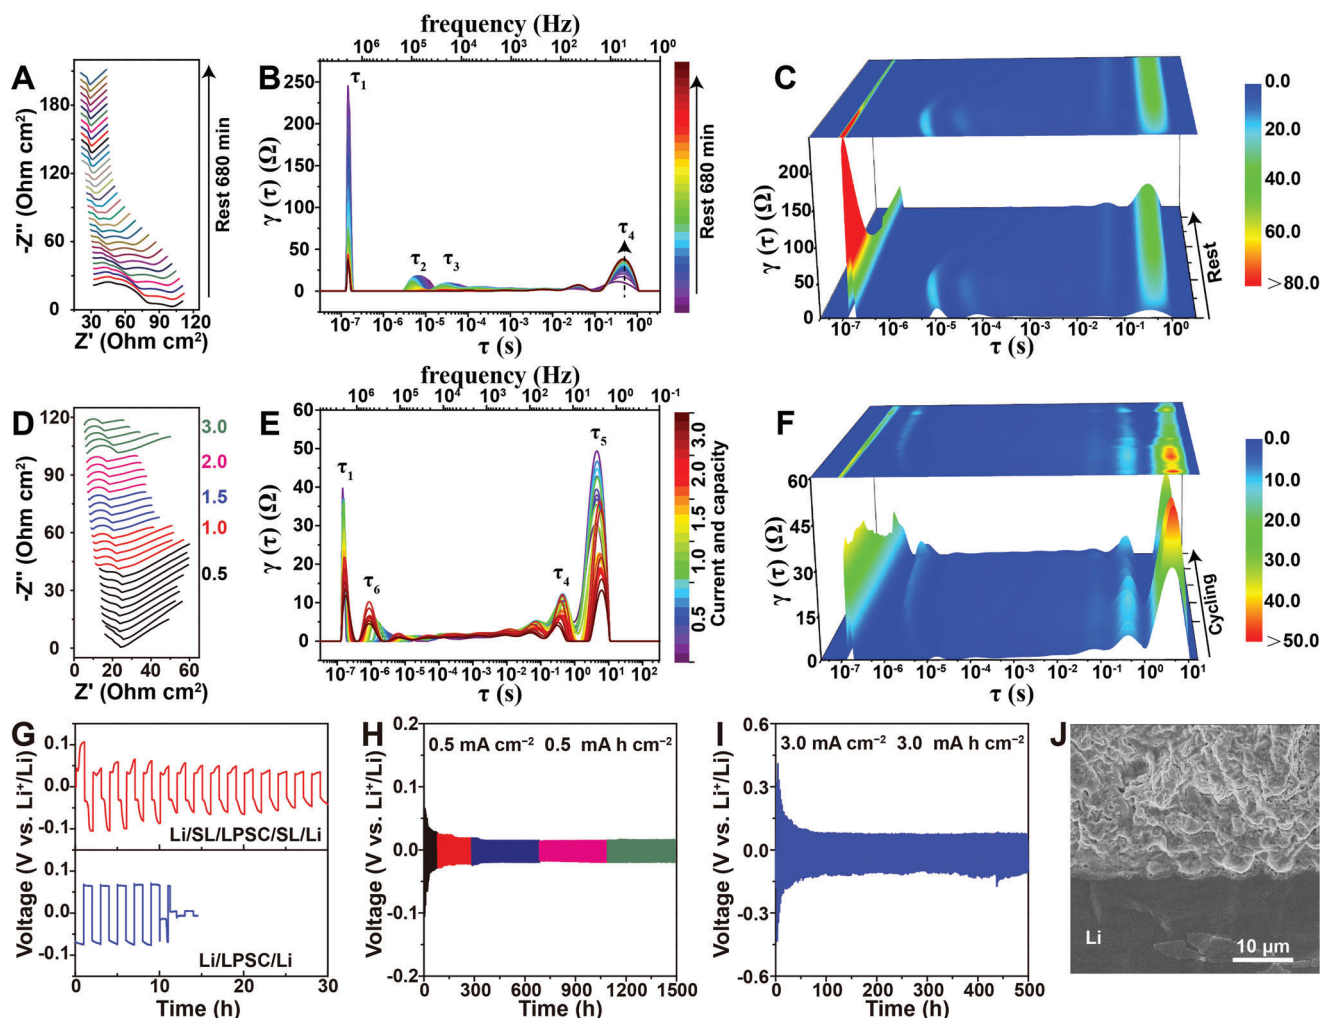 A
-Z" (Ohm cm²)
210
180
150
120
90
60
30
0
30 60 90 120
Z' (Ohm cm²)
Rest 680 min
B
frequency (Hz)
10⁶ 10⁵ 10⁴ 10³ 10² 10¹ 10⁰
γ (τ) (Ω)
250
225
200
150
100
50
25
0
τ₁
τ₂ τ₃ τ₄
10⁻⁷ 10⁻⁶ 10⁻⁵ 10⁻⁴ 10⁻³ 10⁻² 10⁻¹ 10⁰
τ (s)
Rest 680 min
C
γ (τ) (Ω)
200
150
100
50
0
10⁻⁷ 10⁻⁶ 10⁻⁵ 10⁻⁴ 10⁻³ 10⁻² 10⁻¹ 10⁰
τ (s)
Rest
0.0
20.0
40.0
60.0
>80.0
D
-Z" (Ohm cm²)
120
90
60
30
0
3.0
2.0
1.5
1.0
0.5
0 20 40 60
Z' (Ohm cm²)
E
frequency (Hz)
10⁶ 10⁵ 10⁴ 10³ 10² 10¹ 10⁰ 10⁻¹
γ (τ) (Ω)
60
50
40
30
20
10
0
τ₁
τ₆
τ₄
τ₅
10⁻⁷ 10⁻⁶ 10⁻⁵ 10⁻⁴ 10⁻³ 10⁻² 10⁻¹ 10⁰ 10¹ 10²
τ (s)
0.5 1.0 1.5 2.0 3.0
Current and capacity
F
γ (τ) (Ω)
60
45
30
15
0
10⁻⁷ 10⁻⁶ 10⁻⁵ 10⁻⁴ 10⁻³ 10⁻² 10⁻¹ 10⁰ 10¹
τ (s)
Cycling
0.0
10.0
20.0
30.0
40.0
>50.0
G
Voltage (V vs. Li⁺/Li)
0.1
0.0
-0.1
Li/SL/LPSC/SL/Li
0.1
0.0
-0.1
Li/LPSC/Li
0 10 20 30
Time (h)
H
Voltage (V vs. Li⁺/Li)
0.2
0.1
0.0
-0.1
-0.2
0.5 mA cm⁻² 0.5 mA h cm⁻²
0 300 600 900 1200 1500
Time (h)
I
Voltage (V vs. Li⁺/Li)
0.6
0.3
0.0
-0.3
-0.6
3.0 mA cm⁻² 3.0 mA h cm⁻²
0 100 200 300 400 500
Time (h)
J
Li
10 µm